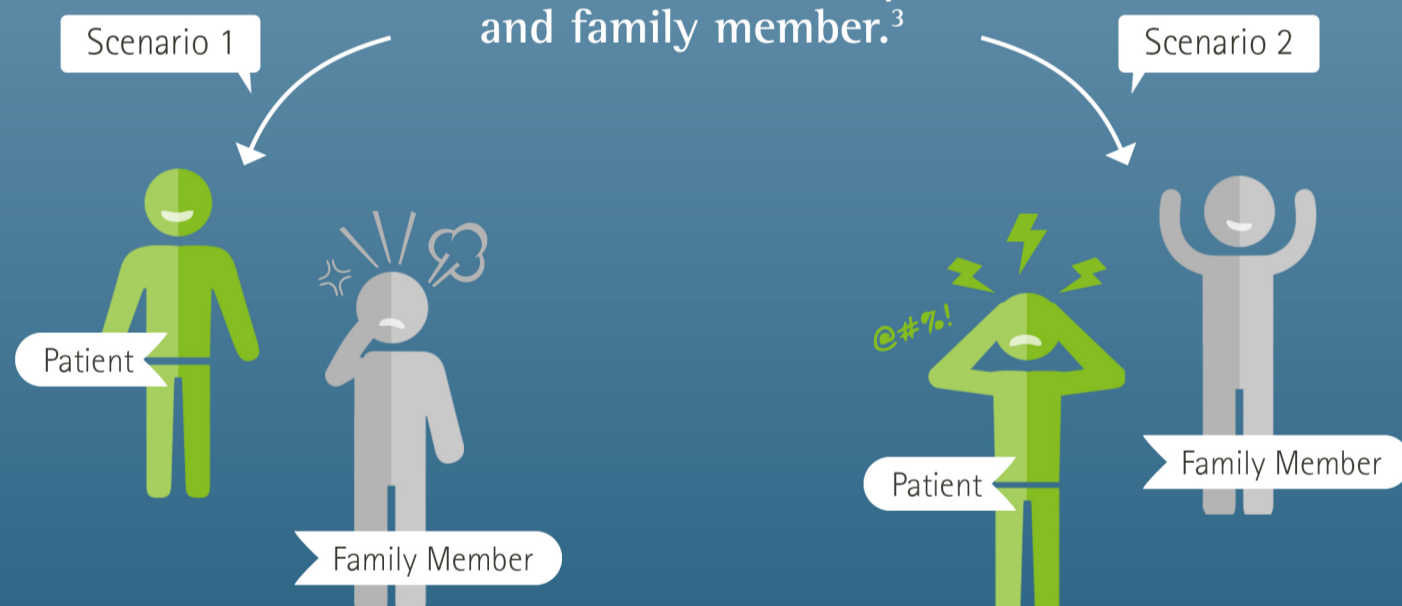 Scenario 1
and family member.³
Scenario 2
Patient
Family Member
@#%!
Patient
Family Member